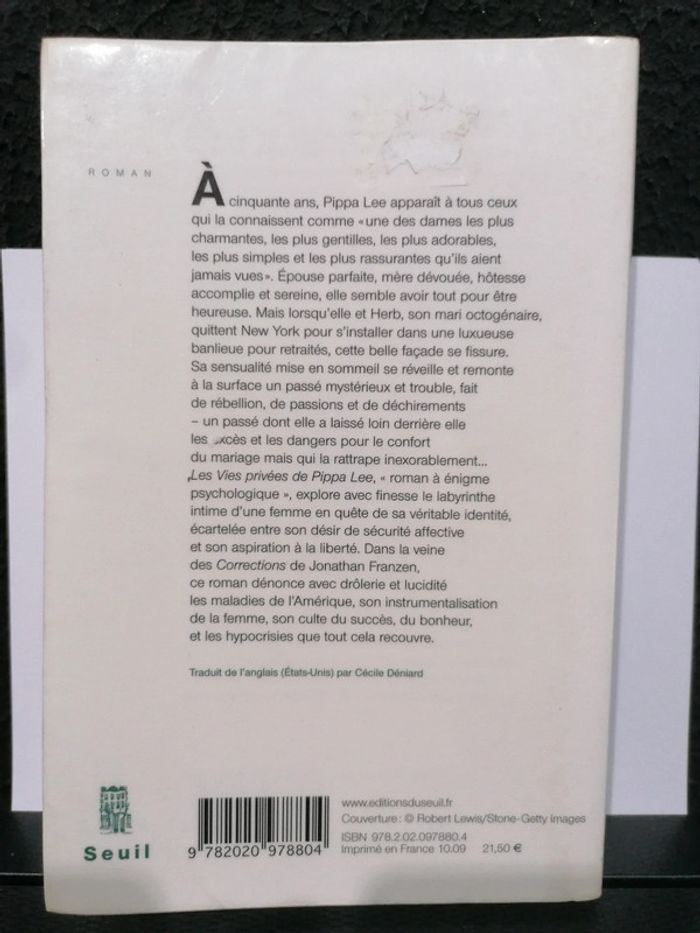 ROMAN
À cinquante ans, Pippa Lee apparaît à tous ceux
qui la connaissent comme «une des dames les plus
charmantes, les plus gentilles, les plus adorables,
les plus simples et les plus rassurantes qu'ils aient
jamais vues». Épouse parfaite, mère dévouée, hôtesse
accomplie et sereine, elle semble avoir tout pour être
heureuse. Mais lorsqu'elle et Herb, son mari octogénaire,
quittent New York pour s'installer dans une luxueuse
banlieue pour retraités, cette belle façade se fissure.
Sa sensualité mise en sommeil se réveille et remonte
à la surface un passé mystérieux et trouble, fait
de rébellion, de passions et de déchirements
– un passé dont elle a laissé loin derrière elle
les excès et les dangers pour le confort
du mariage mais qui la rattrape inexorablement...
Les Vies privées de Pippa Lee, « roman à énigme
psychologique », explore avec finesse le labyrinthe
intime d'une femme en quête de sa véritable identité,
écartelée entre son désir de sécurité affective
et son aspiration à la liberté. Dans la veine
des Corrections de Jonathan Franzen,
ce roman dénonce avec drôlerie et lucidité
les maladies de l'Amérique, son instrumentalisation
de la femme, son culte du succès, du bonheur,
et les hypocrisies que tout cela recouvre.
Traduit de l'anglais (États-Unis) par Cécile Déniard
Seuil
9 782020 978804
www.editionsduseuil.fr
Couverture : © Robert Lewis/Stone-Getty Images
ISBN 978.2.02.097880.4
Imprimé en France 10.09 21,50 €